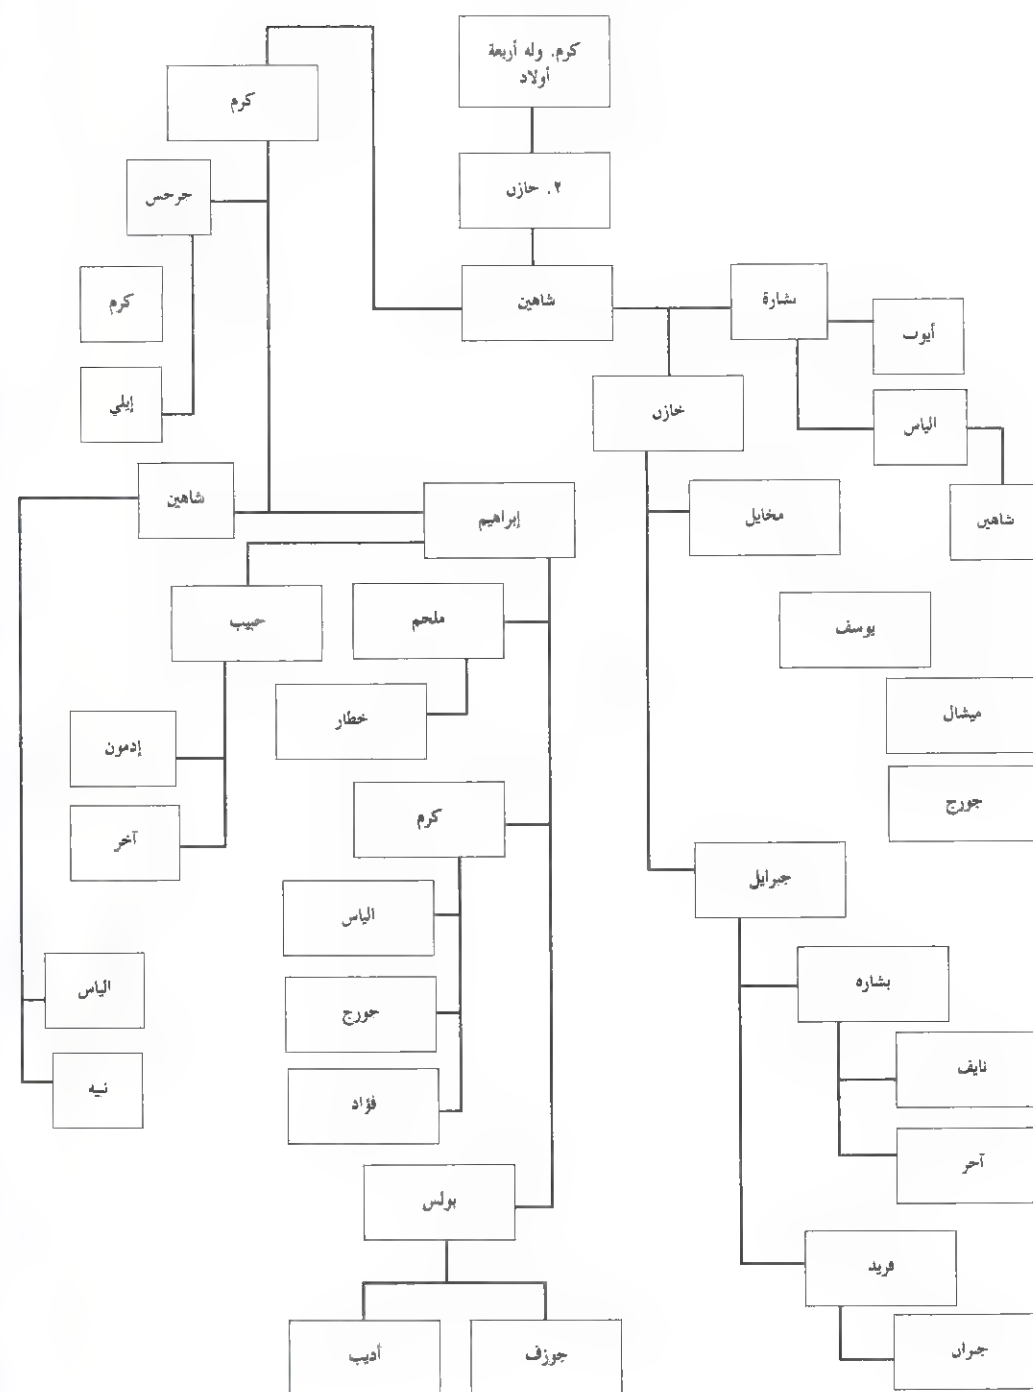 كرم. وله أربعة
أولاد
كرم
٢. خازن
جرجس
شاهين
بشارة
كرم
أيوب
خازن
إيلي
الياس
شاهين
إبراهيم
مخايل
شاهين
حبيب
ملحم
يوسف
خطار
ميشال
إدمون
جورج
كرم
آخر
جبرايل
الياس
الياس
بشاره
جورج
نبيه
نايف
فؤاد
آخر
بولس
فريد
أديب
جوزف
جبران